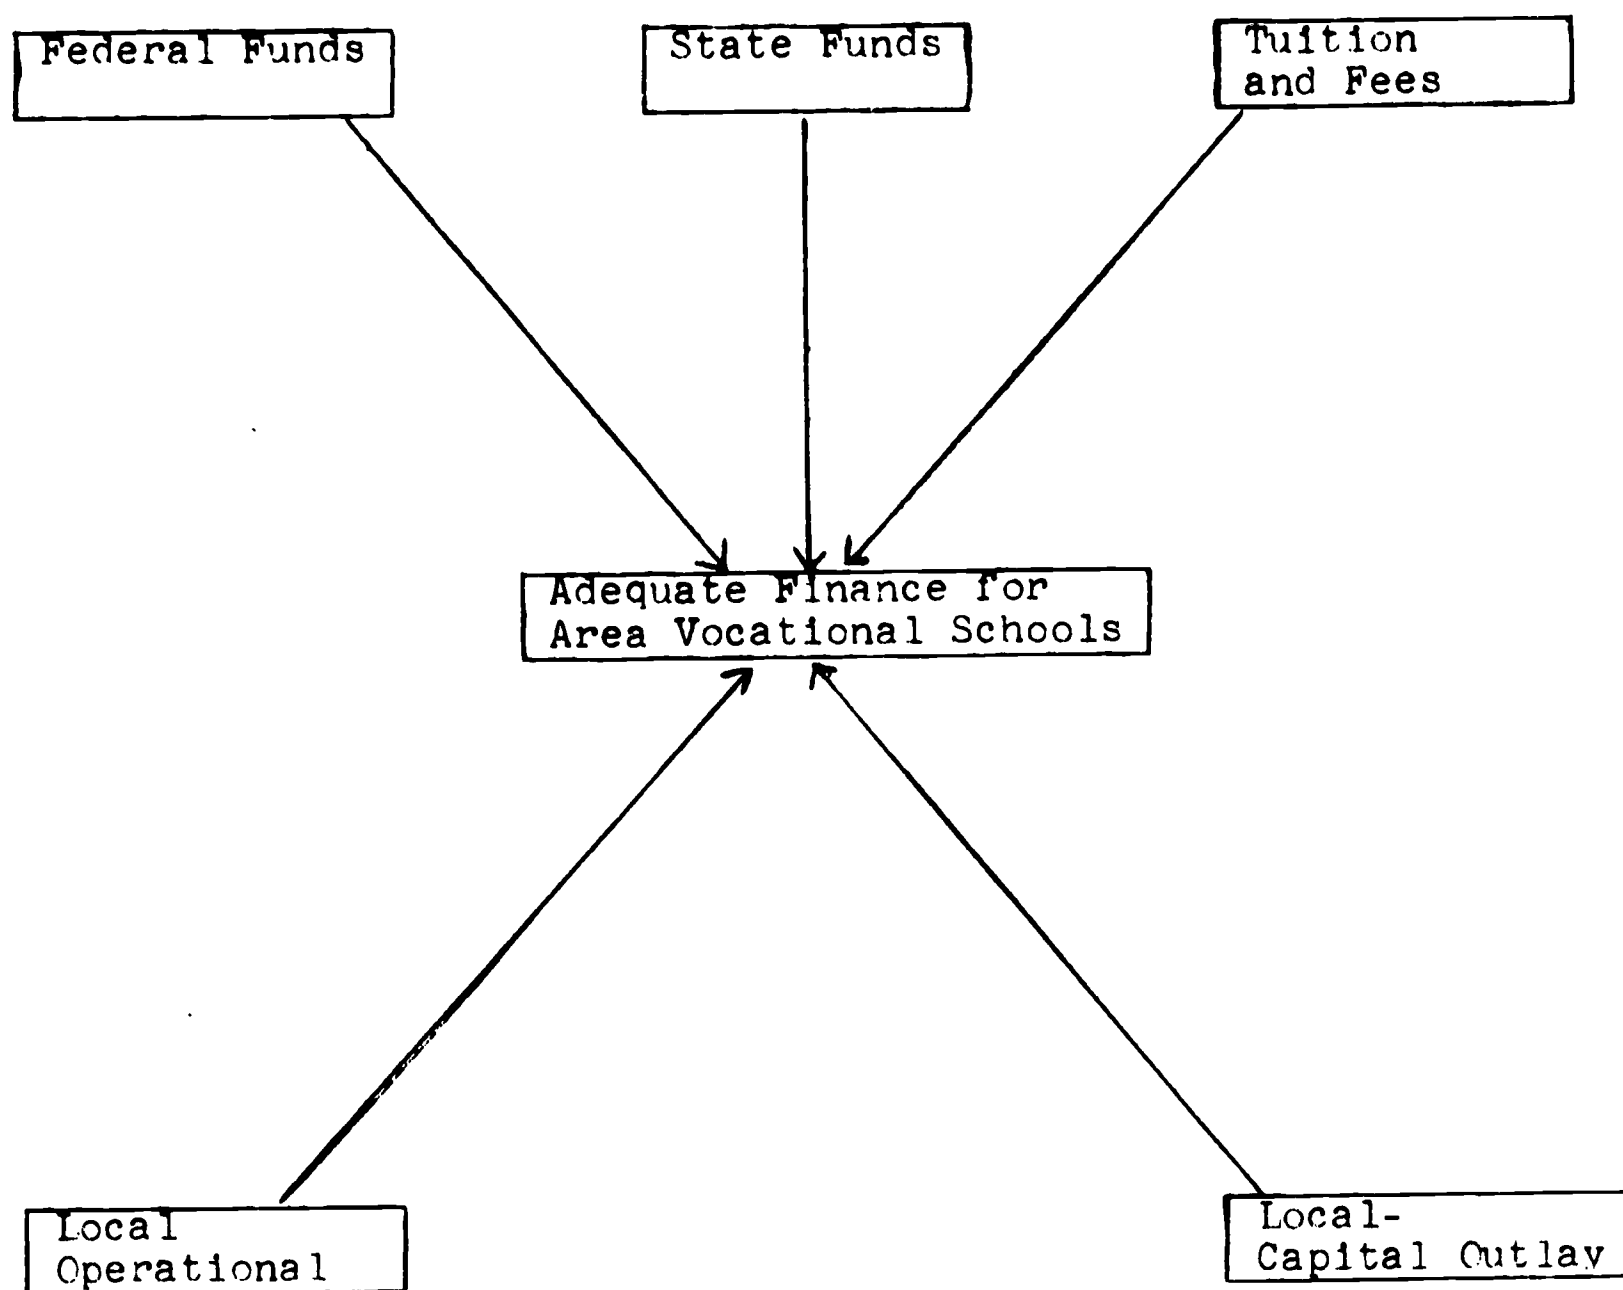 Federal Funds
State Funds
Tuition
and Fees
Adequate Finance for
Area Vocational Schools
Local
Operational
Local-
Capital Outlay